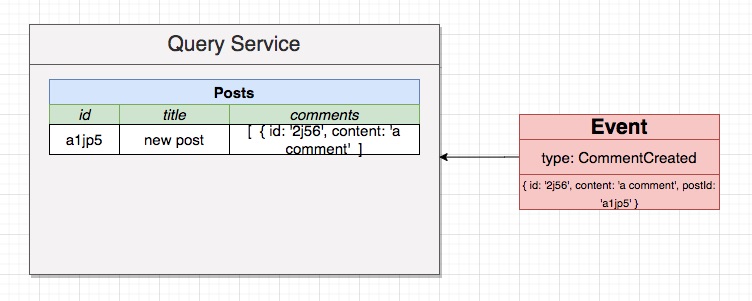 Query Service
Posts
id title comments
a1jp5 new post [ { id: '2j56', content: 'a
comment' ]
Event
type: CommentCreated
{ id: '2j56', content: 'a comment', postId:
'a1jp5' }